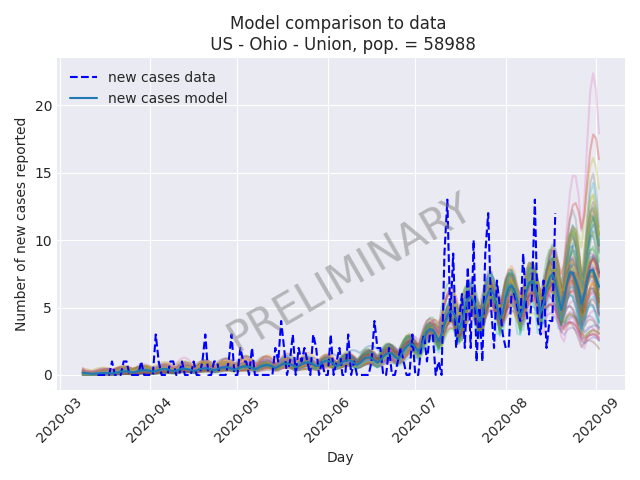 Model comparison to data
US - Ohio - Union, pop. = 58988
new cases data
new cases model
Number of new cases reported
20
15
10
5
0
PRELIMINARY
2020-03
2020-04
2020-05
2020-06
2020-07
2020-08
2020-09
Day